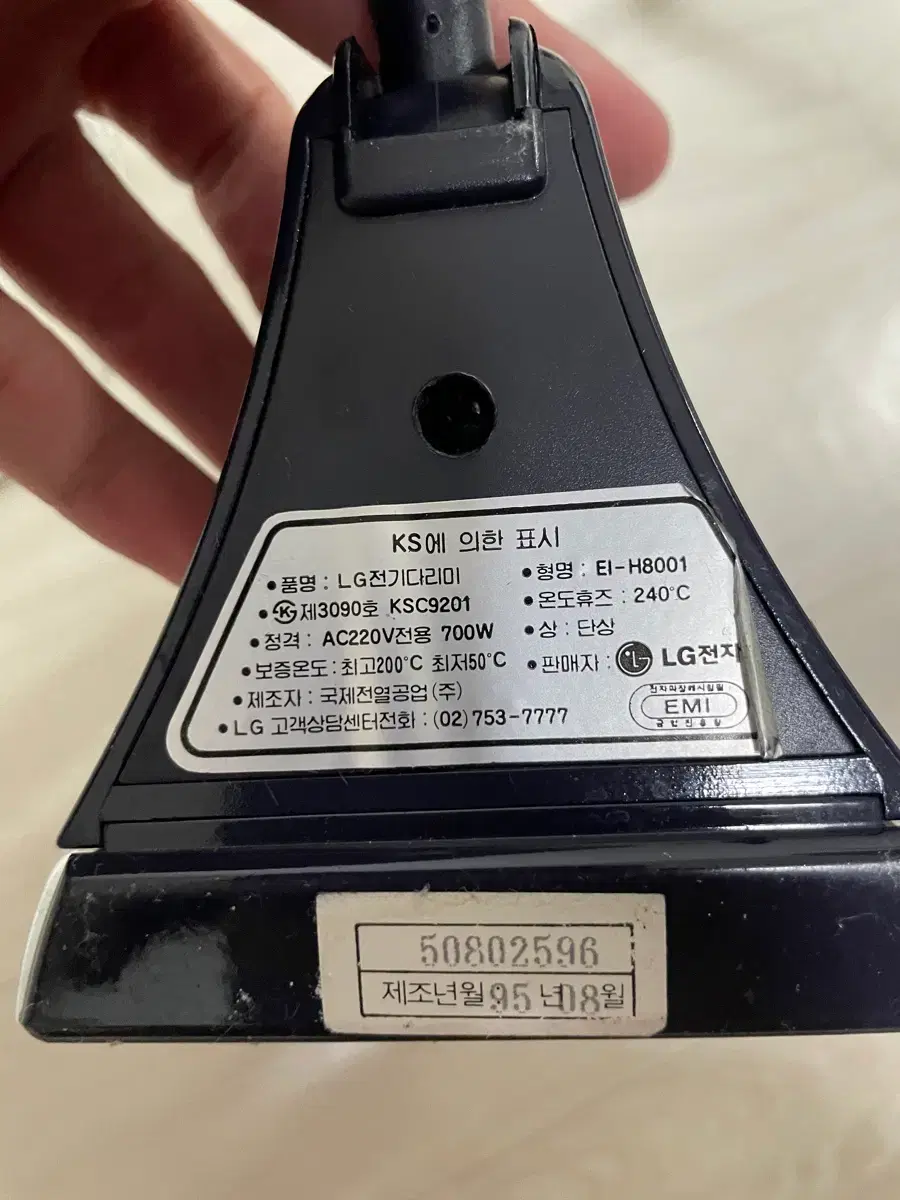 KS에 의한 표시
• 품명 : LG전기다리미 • 형명 : EI-H8001
• K 제3090호 KSC9201 • 온도휴즈 : 240°C
• 정격 : AC220V전용 700W • 상 : 단상
• 보증온도 : 최고200°C 최저50°C • 판매자 : LG전자
• 제조자 : 국제전열공업(주)
EMI
• LG 고객상담센터전화 : (02)753-7777
50802596
제조년월 95년 08월